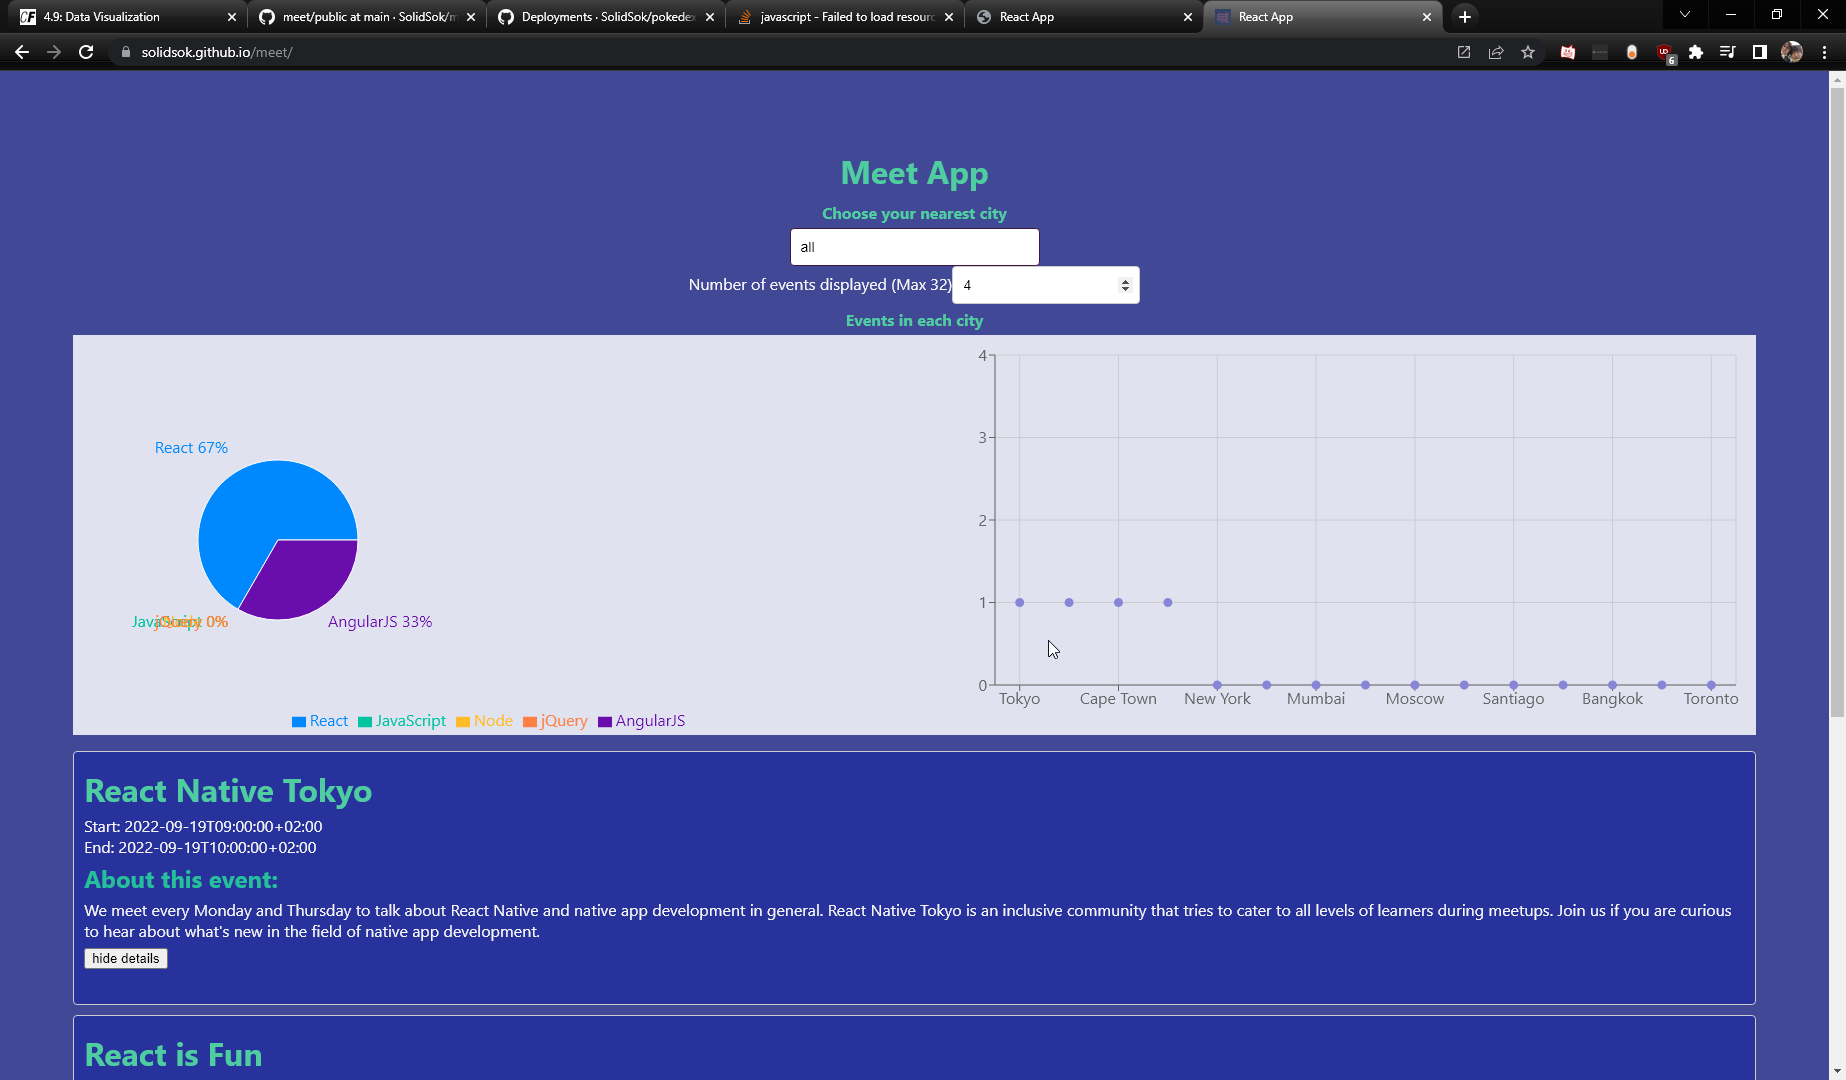 4.9: Data Visualization
meet/public at main · SolidSok/m
Deployments · SolidSok/pokedex
javascript - Failed to load resourc
React App
React App
solidsok.github.io/meet/
6
Meet App
Choose your nearest city
all
Number of events displayed (Max 32)
4
Events in each city
React 67%
JavaScript
jQuery 0%
AngularJS 33%
React JavaScript Node jQuery AngularJS
4
3
2
1
0
Tokyo Cape Town New York Mumbai Moscow Santiago Bangkok Toronto
React Native Tokyo
Start: 2022-09-19T09:00:00+02:00
End: 2022-09-19T10:00:00+02:00
About this event:
We meet every Monday and Thursday to talk about React Native and native app development in general. React Native Tokyo is an inclusive community that tries to cater to all levels of learners during meetups. Join us if you are curious
to hear about what's new in the field of native app development.
hide details
React is Fun